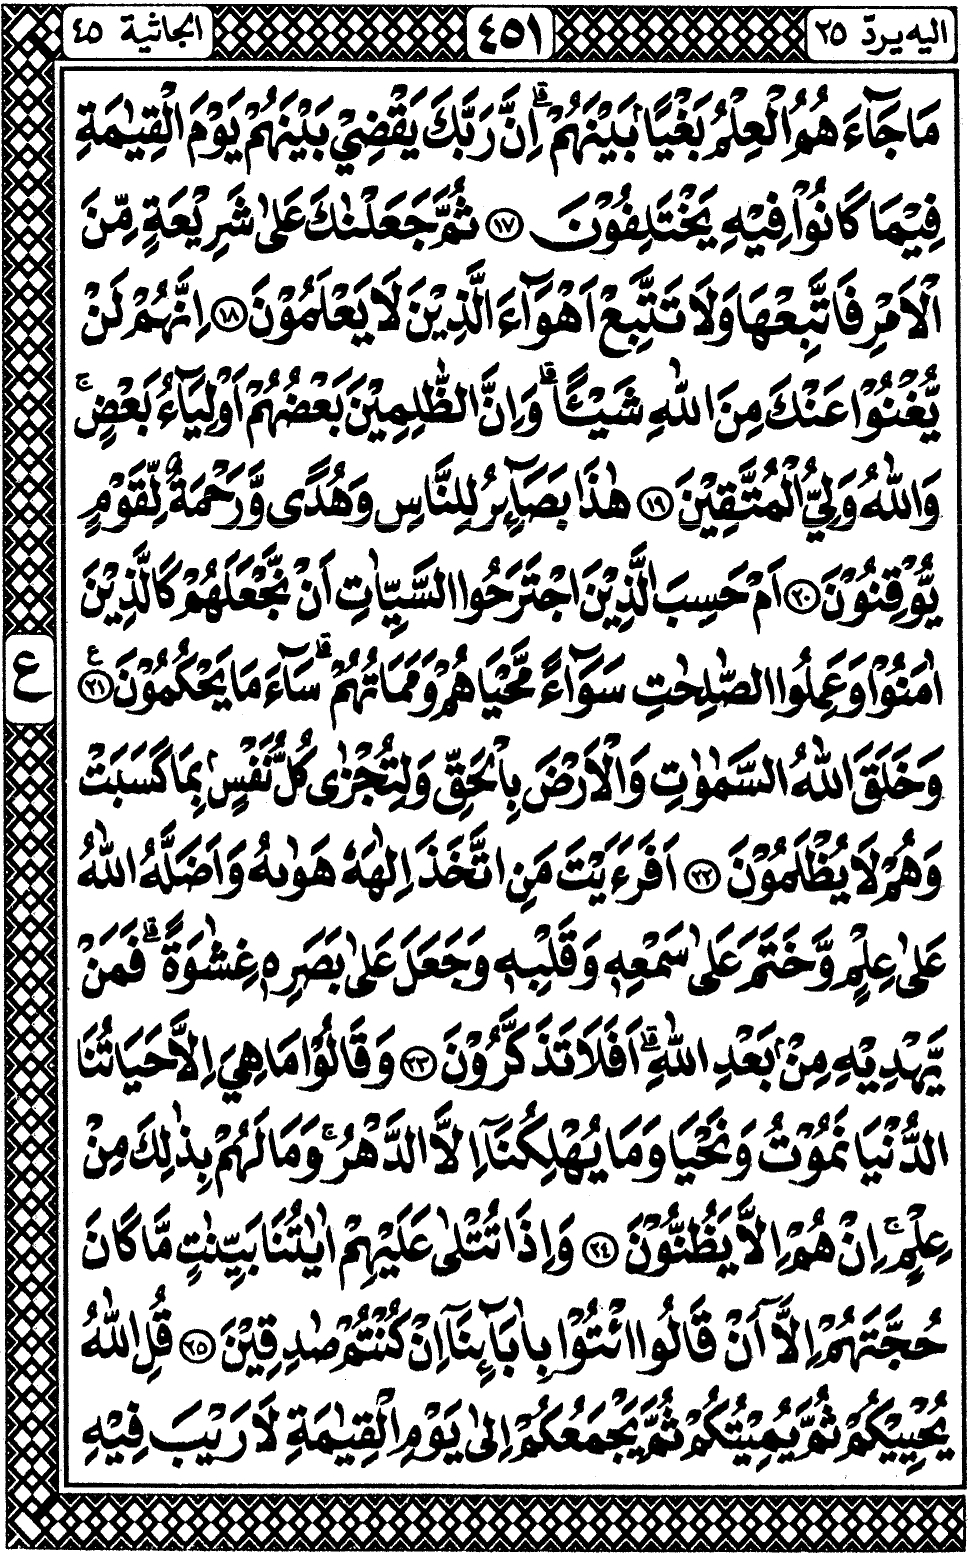 اليه يردّ ٢٥
٤٥١
الجاثية ٤٥
مَا جَآءَ هُمُ الْعِلْمُ بَغْيًۢا بَيْنَهُمْ ؕ اِنَّ رَبَّكَ يَقْضِيْ بَيْنَهُمْ يَوْمَ الْقِيٰمَةِ
فِيْمَا كَانُوْا فِيْهِ يَخْتَلِفُوْنَ ۝١٧ ثُمَّ جَعَلْنٰكَ عَلٰى شَرِيْعَةٍ مِّنَ
الْاَمْرِ فَاتَّبِعْهَا وَلَا تَتَّبِعْ اَهْوَآءَ الَّذِيْنَ لَا يَعْلَمُوْنَ ۝١٨ اِنَّهُمْ لَنْ
يُّغْنُوْا عَنْكَ مِنَ اللّٰهِ شَيْـًٔا ؕ وَاِنَّ الظّٰلِمِيْنَ بَعْضُهُمْ اَوْلِيَآءُ بَعْضٍ ۚ
وَاللّٰهُ وَلِيُّ الْمُتَّقِيْنَ ۝١٩ هٰذَا بَصَآئِرُ لِلنَّاسِ وَهُدًى وَّرَحْمَةٌ لِّقَوْمٍ
يُّوْقِنُوْنَ ۝٢٠ اَمْ حَسِبَ الَّذِيْنَ اجْتَرَحُوا السَّيِّاٰتِ اَنْ نَّجْعَلَهُمْ كَالَّذِيْنَ
اٰمَنُوْا وَعَمِلُوا الصّٰلِحٰتِ سَوَآءً مَّحْيَاهُمْ وَمَمَاتُهُمْ ؕ سَآءَ مَا يَحْكُمُوْنَ ۝٢١ ع
ع
وَخَلَقَ اللّٰهُ السَّمٰوٰتِ وَالْاَرْضَ بِالْحَقِّ وَلِتُجْزٰى كُلُّ نَفْسٍۭ بِمَا كَسَبَتْ
وَهُمْ لَا يُظْلَمُوْنَ ۝٢٢ اَفَرَءَيْتَ مَنِ اتَّخَذَ اِلٰهَهٗ هَوٰىهُ وَاَضَلَّهُ اللّٰهُ
عَلٰى عِلْمٍ وَّخَتَمَ عَلٰى سَمْعِهٖ وَقَلْبِهٖ وَجَعَلَ عَلٰى بَصَرِهٖ غِشٰوَةً ؕ فَمَنْ
يَّهْدِيْهِ مِنْۢ بَعْدِ اللّٰهِ ؕ اَفَلَا تَذَكَّرُوْنَ ۝٢٣ وَقَالُوْا مَا هِيَ اِلَّا حَيَاتُنَا
الدُّنْيَا نَمُوْتُ وَنَحْيَا وَمَا يُهْلِكُنَآ اِلَّا الدَّهْرُ ۚ وَمَا لَهُمْ بِذٰلِكَ مِنْ
عِلْمٍ ۚ اِنْ هُمْ اِلَّا يَظُنُّوْنَ ۝٢٤ وَاِذَا تُتْلٰى عَلَيْهِمْ اٰيٰتُنَا بَيِّنٰتٍ مَّا كَانَ
حُجَّتَهُمْ اِلَّآ اَنْ قَالُوا ائْتُوْا بِاٰبَآئِنَآ اِنْ كُنْتُمْ صٰدِقِيْنَ ۝٢٥ قُلِ اللّٰهُ
يُحْيِيْكُمْ ثُمَّ يُمِيْتُكُمْ ثُمَّ يَجْمَعُكُمْ اِلٰى يَوْمِ الْقِيٰمَةِ لَا رَيْبَ فِيْهِ